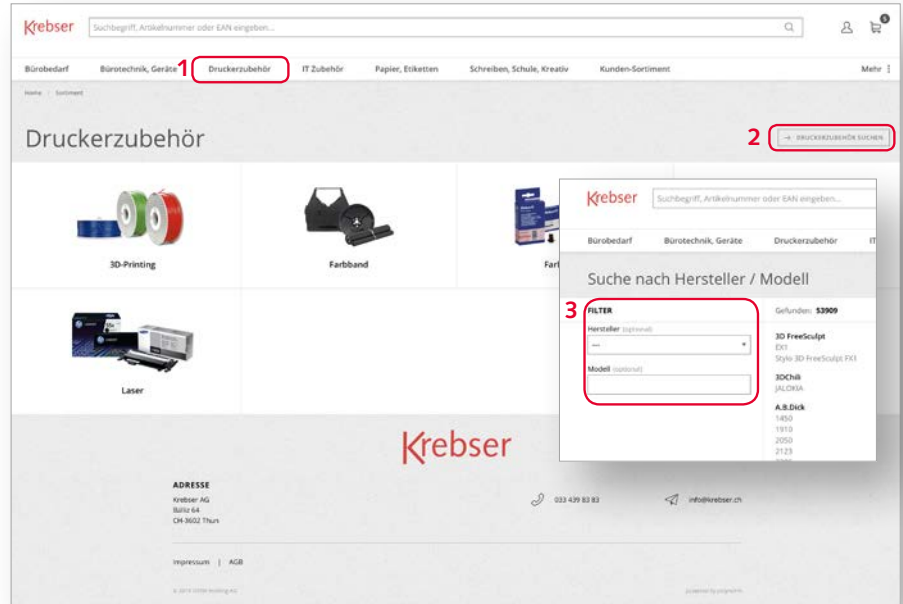 Krebser
Suchbegriff, Artikelnummer oder EAN eingeben...
5
Bürobedarf Bürotechnik, Geräte 1 Druckerzubehör IT Zubehör Papier, Etiketten Schreiben, Schule, Kreativ Kunden-Sortiment Mehr
Home / Sortiment
Druckerzubehör
2 → DRUCKERZUBEHÖR SUCHEN
3D-Printing
Farbband
Farb
Laser
Krebser
Suchbegriff, Artikelnummer oder EAN eingeben...
Bürobedarf Bürotechnik, Geräte Druckerzubehör IT
Suche nach Hersteller / Modell
3 FILTER
Hersteller (optional)
---
Modell (optional)
Gefunden: 53909
3D FreeSculpt
EX1
Stylo 3D FreeSculpt FX1
3DChili
JALOKIA
A.B.Dick
1450
1910
2050
2123
Krebser
ADRESSE
Krebser AG
Bälliz 64
CH-3602 Thun
033 439 83 83
info@krebser.ch
Impressum | AGB